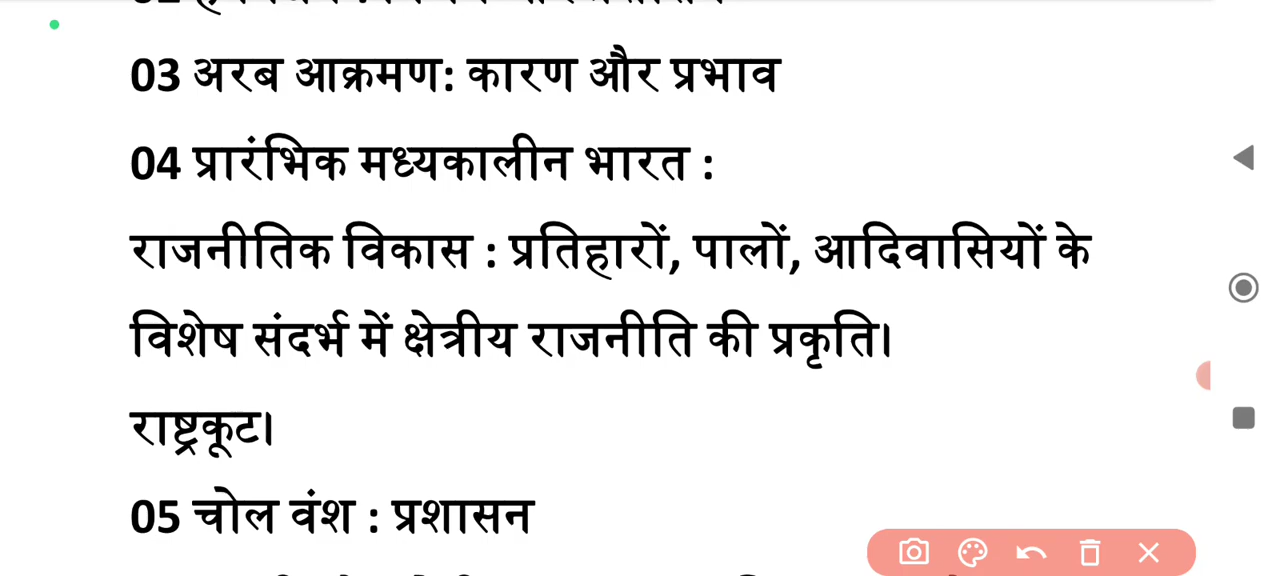 03 अरब आक्रमण: कारण और प्रभाव
04 प्रारंभिक मध्यकालीन भारत :
राजनीतिक विकास : प्रतिहारों, पालों, आदिवासियों के
विशेष संदर्भ में क्षेत्रीय राजनीति की प्रकृति।
राष्ट्रकूट।
05 चोल वंश : प्रशासन